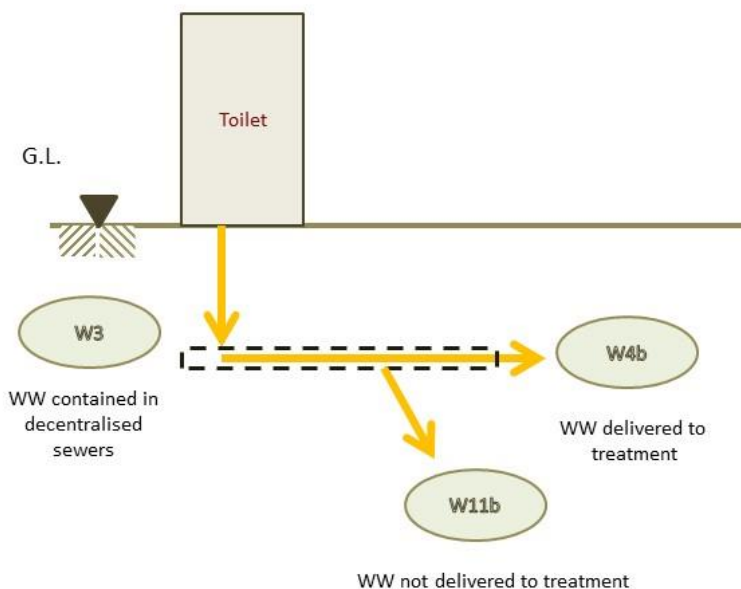 Toilet
G.L.
W3
WW contained in
decentralised
sewers
W4b
WW delivered to
treatment
W11b
WW not delivered to treatment